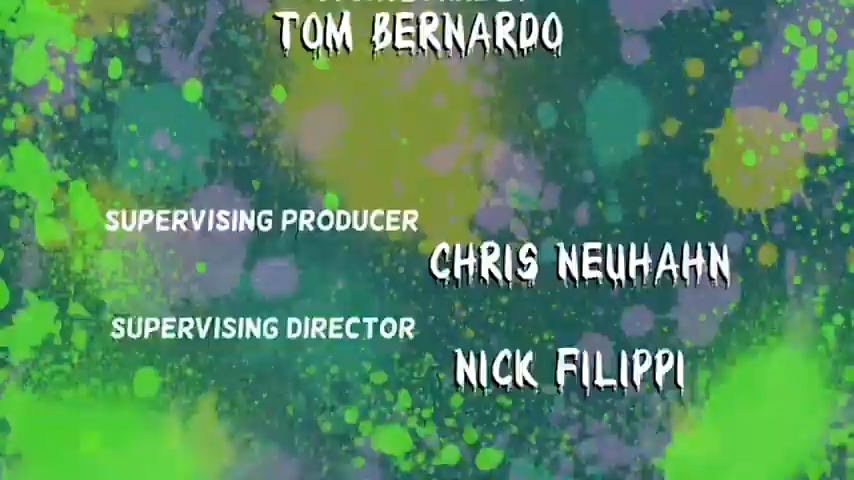 TOM BERNARDO
SUPERVISING PRODUCER
CHRIS NEUHAHN
SUPERVISING DIRECTOR
NICK FILIPPI